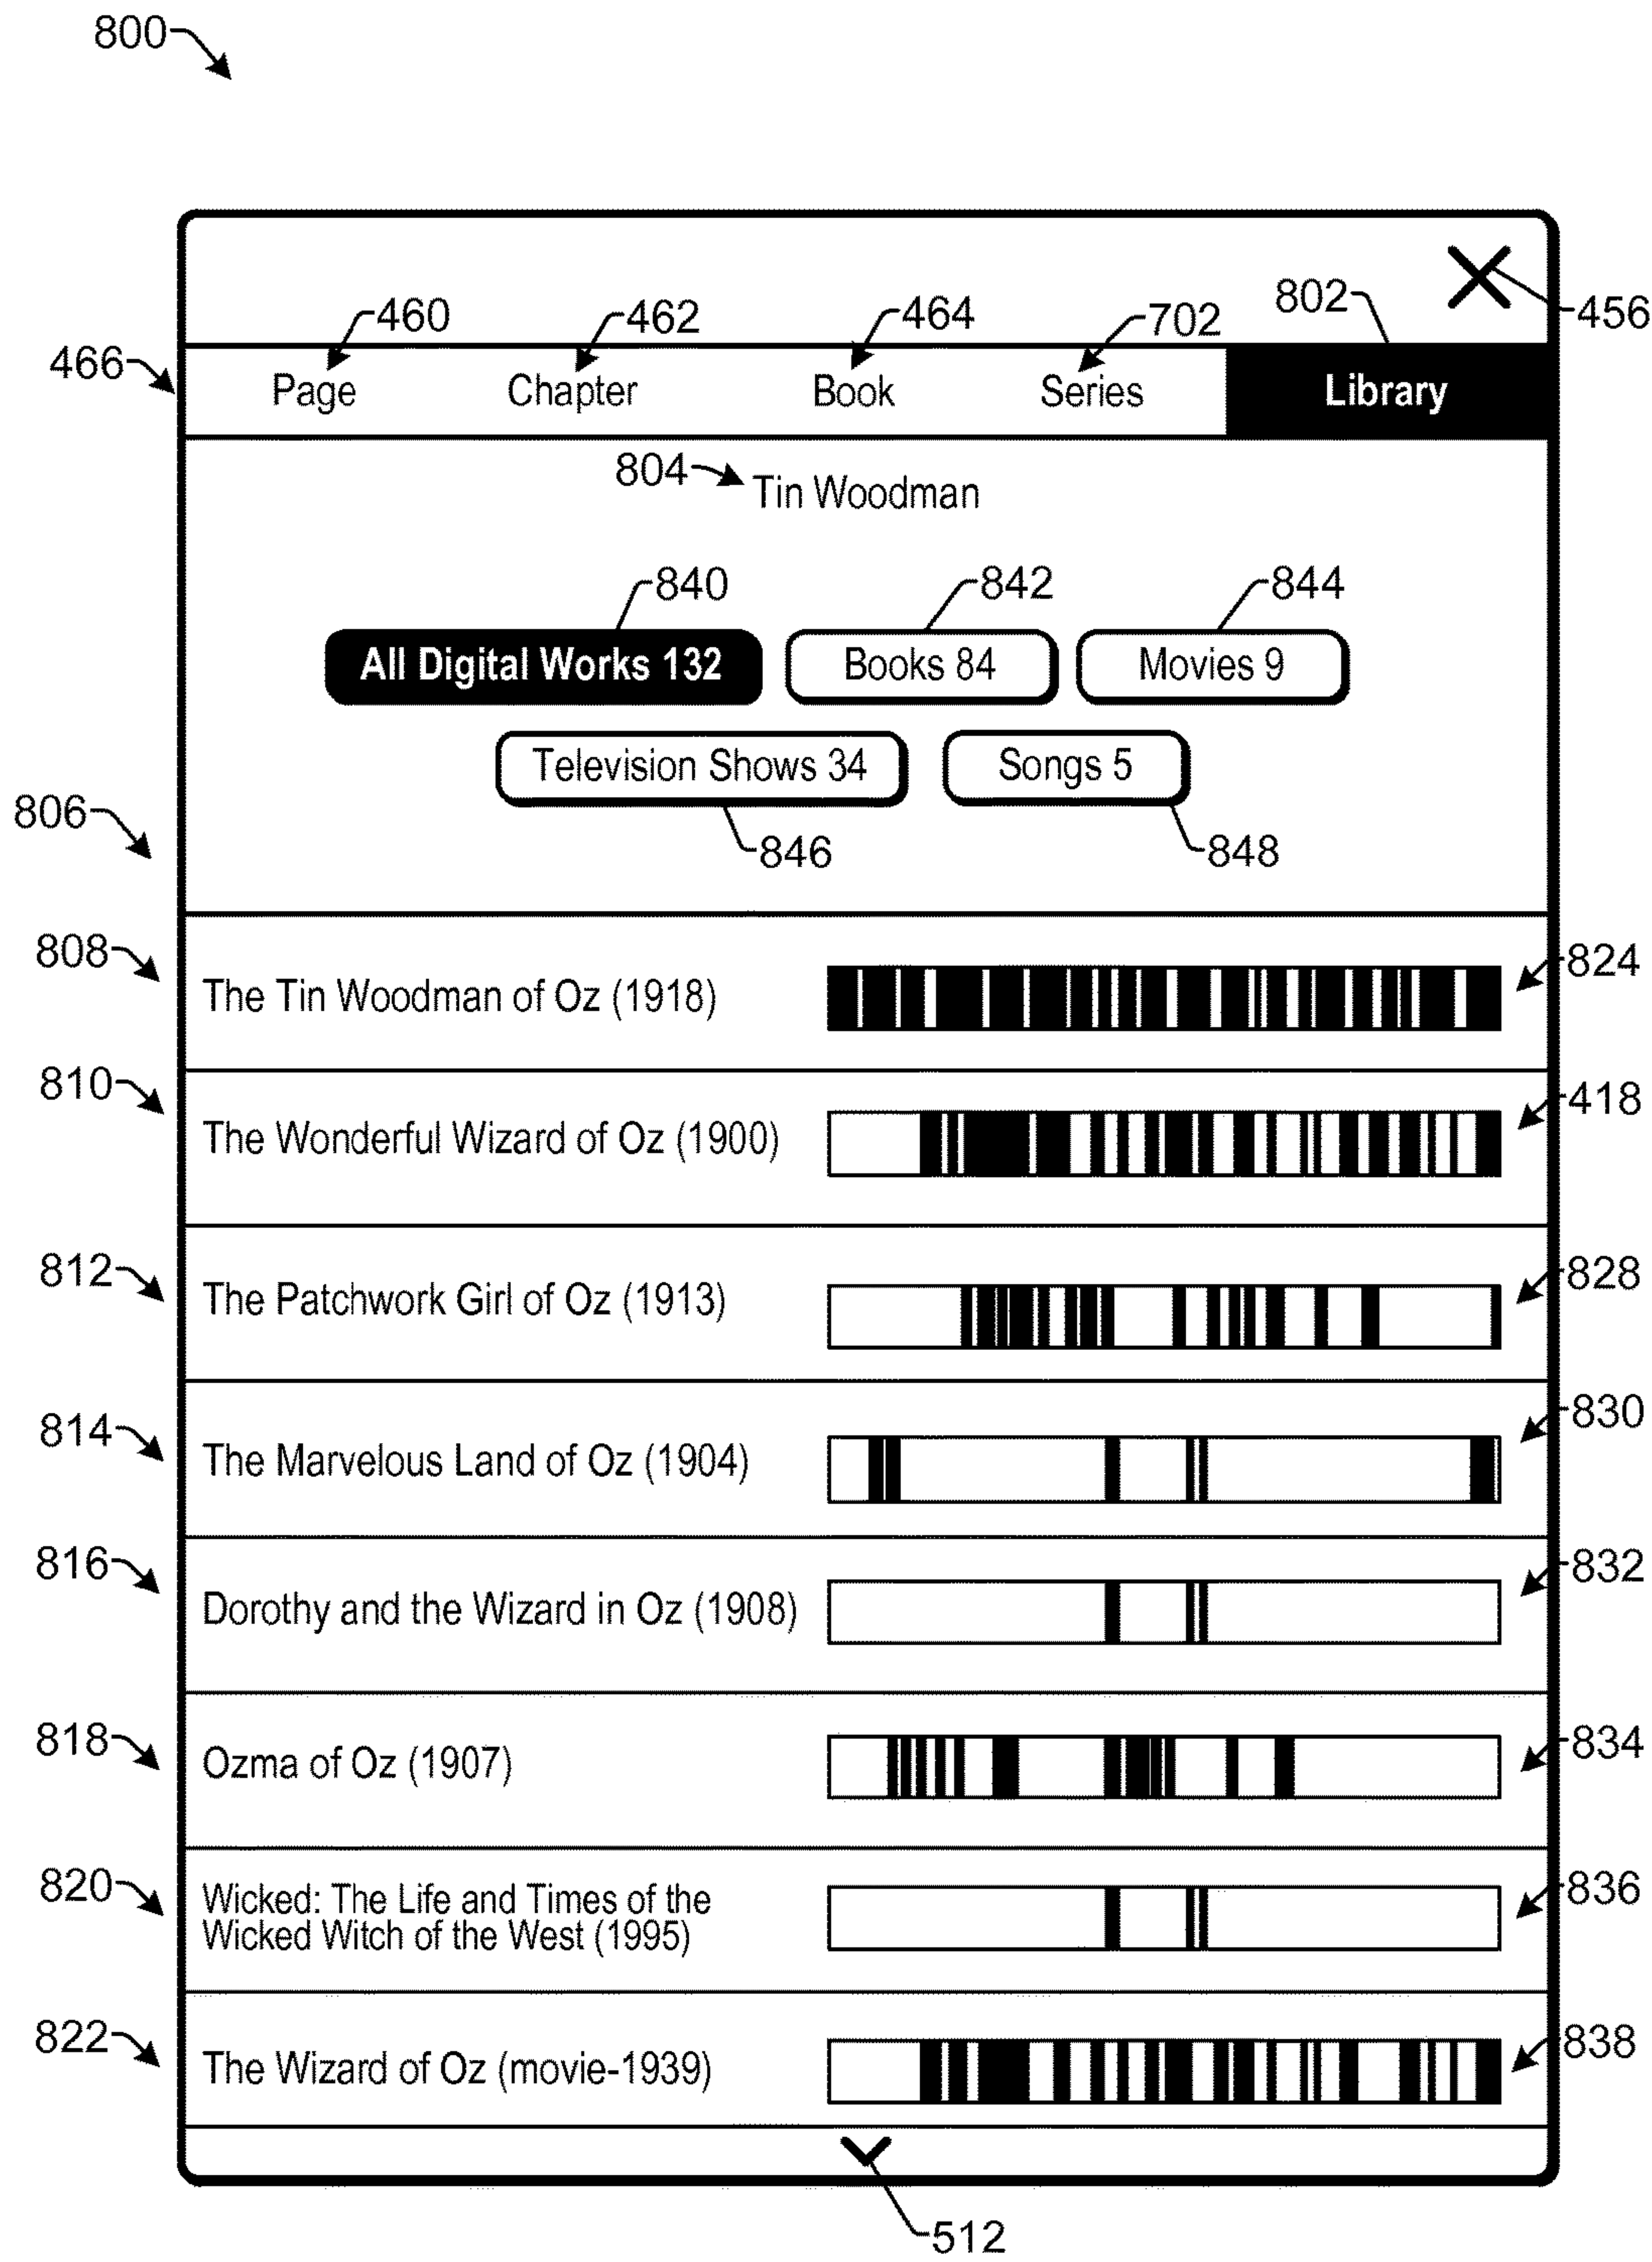 800
456
460 462 464 702 802
466 Page Chapter Book Series Library
804 Tin Woodman
840 842 844
All Digital Works 132 Books 84 Movies 9
Television Shows 34 Songs 5
806
846 848
808 The Tin Woodman of Oz (1918) 824
810 The Wonderful Wizard of Oz (1900) 418
812 The Patchwork Girl of Oz (1913) 828
814 The Marvelous Land of Oz (1904) 830
816 Dorothy and the Wizard in Oz (1908) 832
818 Ozma of Oz (1907) 834
820 Wicked: The Life and Times of the 836
Wicked Witch of the West (1995)
822 The Wizard of Oz (movie-1939) 838
512